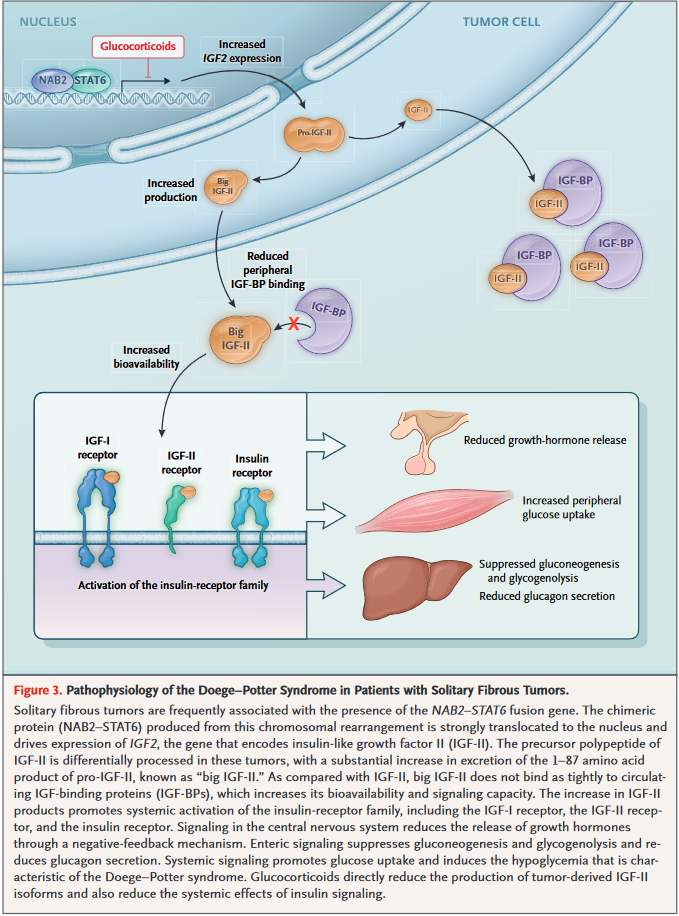 NUCLEUS
TUMOR CELL
Glucocorticoids
Increased
IGF2 expression
NAB2
STAT6
Pro-IGF-II
IGF-II
Big
IGF-II
Increased
production
IGF-BP
IGF-II
IGF-BP
IGF-II
IGF-BP
IGF-II
Reduced
peripheral
IGF-BP binding
IGF-BP
X
Big
IGF-II
Increased
bioavailability
IGF-I
receptor
IGF-II
receptor
Insulin
receptor
Activation of the insulin-receptor family
Reduced growth-hormone release
Increased peripheral
glucose uptake
Suppressed gluconeogenesis
and glycogenolysis
Reduced glucagon secretion
Figure 3. Pathophysiology of the Doege–Potter Syndrome in Patients with Solitary Fibrous Tumors.
Solitary fibrous tumors are frequently associated with the presence of the NAB2–STAT6 fusion gene. The chimeric
protein (NAB2–STAT6) produced from this chromosomal rearrangement is strongly translocated to the nucleus and
drives expression of IGF2, the gene that encodes insulin-like growth factor II (IGF-II). The precursor polypeptide of
IGF-II is differentially processed in these tumors, with a substantial increase in excretion of the 1–87 amino acid
product of pro-IGF-II, known as “big IGF-II.” As compared with IGF-II, big IGF-II does not bind as tightly to circulat-
ing IGF-binding proteins (IGF-BPs), which increases its bioavailability and signaling capacity. The increase in IGF-II
products promotes systemic activation of the insulin-receptor family, including the IGF-I receptor, the IGF-II recep-
tor, and the insulin receptor. Signaling in the central nervous system reduces the release of growth hormones
through a negative-feedback mechanism. Enteric signaling suppresses gluconeogenesis and glycogenolysis and re-
duces glucagon secretion. Systemic signaling promotes glucose uptake and induces the hypoglycemia that is char-
acteristic of the Doege–Potter syndrome. Glucocorticoids directly reduce the production of tumor-derived IGF-II
isoforms and also reduce the systemic effects of insulin signaling.